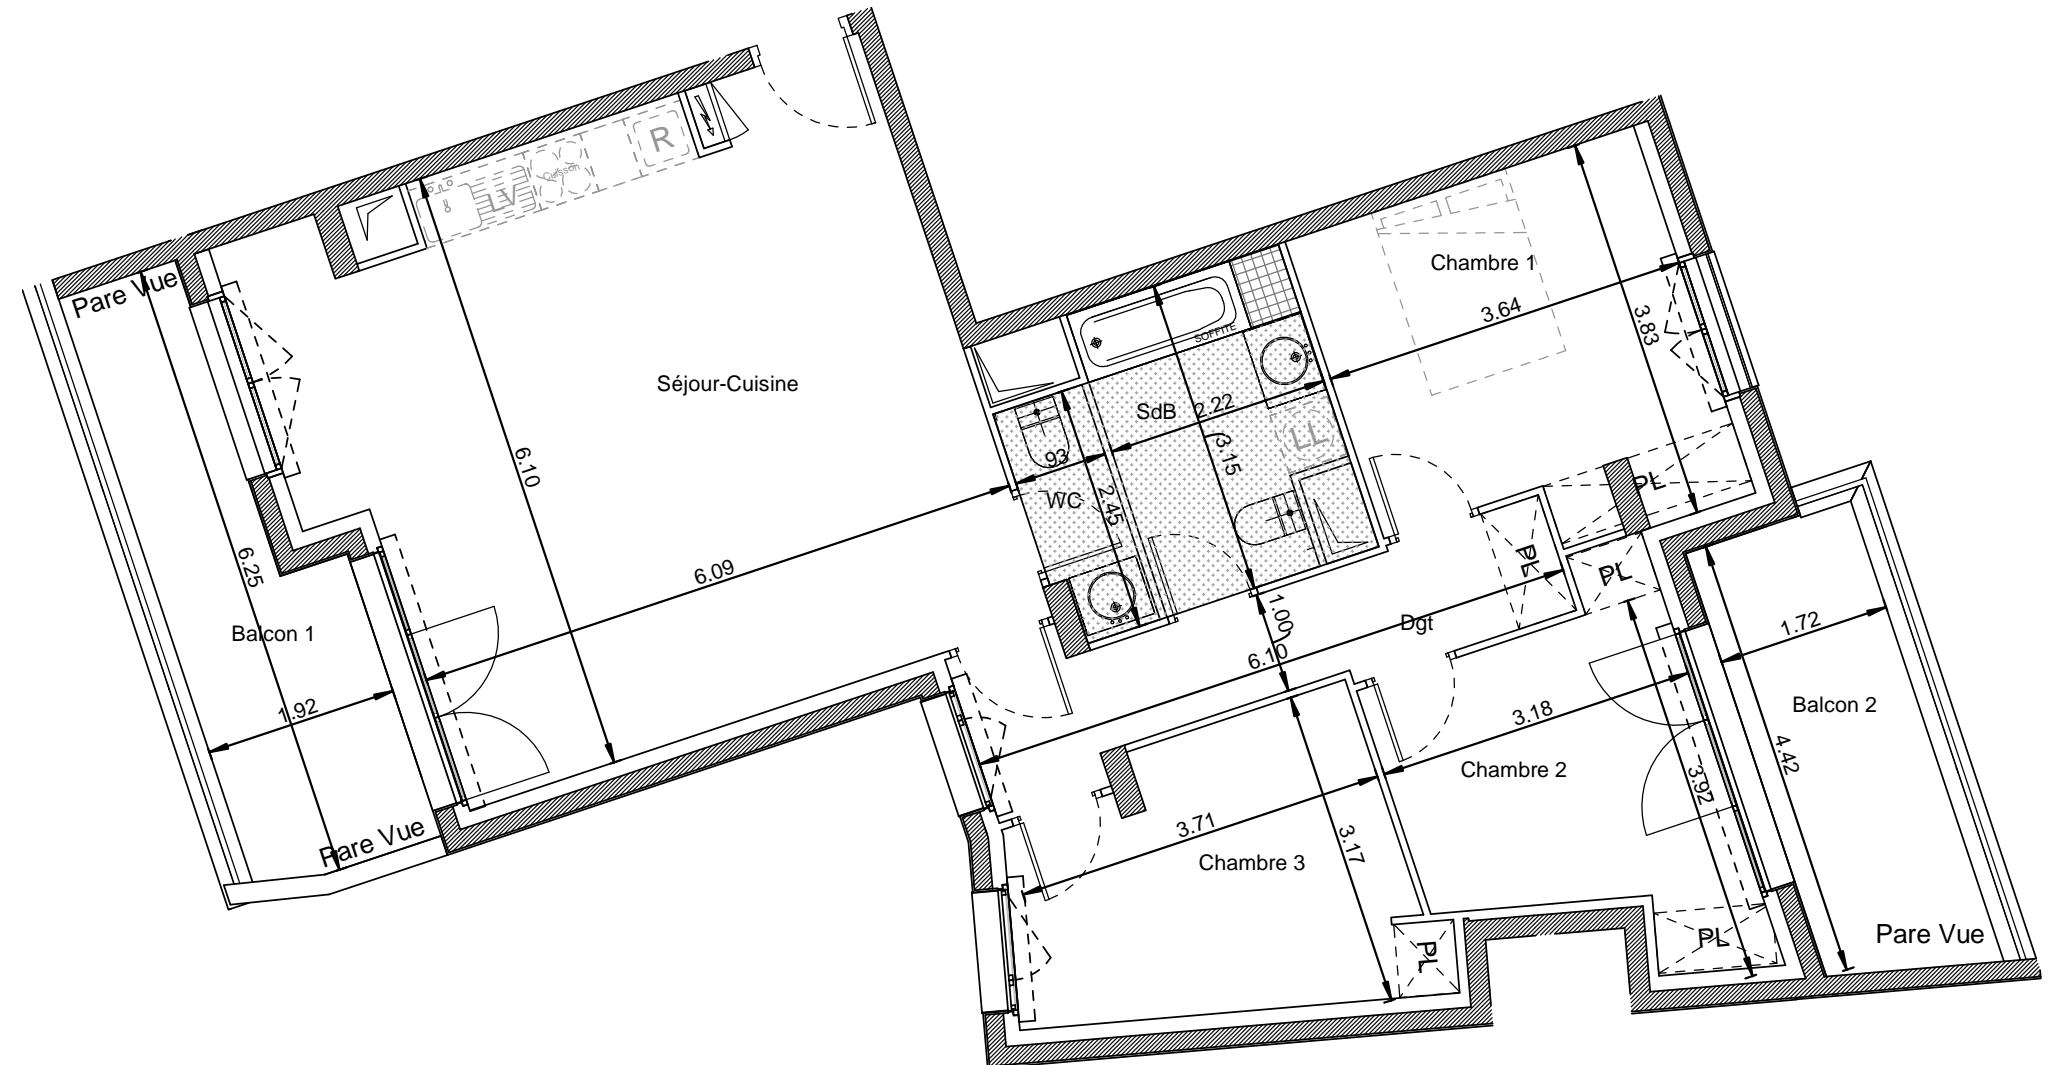 Pare Vue
R
LV
Cuisson
Séjour-Cuisine
6.10
6.09
6.25
Balcon 1
1.92
Pare Vue
Chambre 1
3.64
3.83
SOFFITE
SdB
2.22
LL
3.15
93
WC
2.45
PL
PL
PL
1.00
Dgt
6.10
3.18
Chambre 2
3.92
PL
3.71
Chambre 3
3.17
PL
1.72
Balcon 2
4.42
Pare Vue